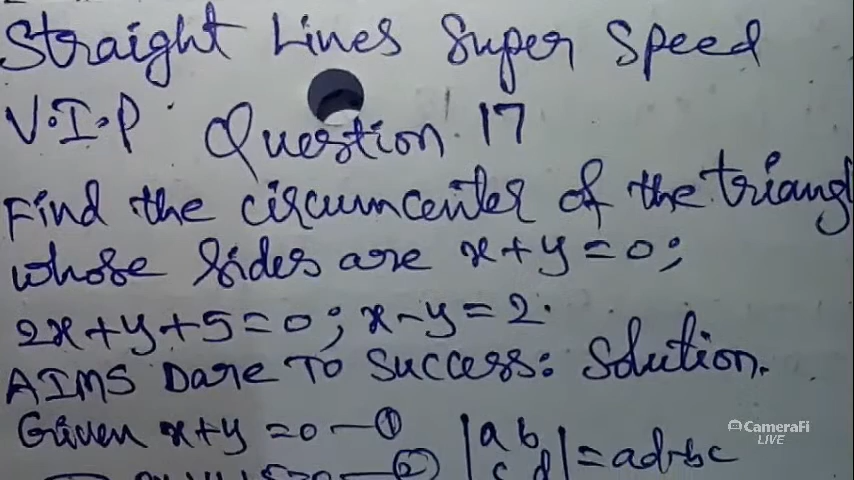 Straight Lines Super Speed
V.I.P Question 17
Find the circumcenter of the triangl
whose sides are x+y=0;
2x+y+5=0; x-y=2.
AIMS Dare To Success: Solution.
Given x+y=0 — ①
|a b
c d| = ad-bc
CameraFi
LIVE